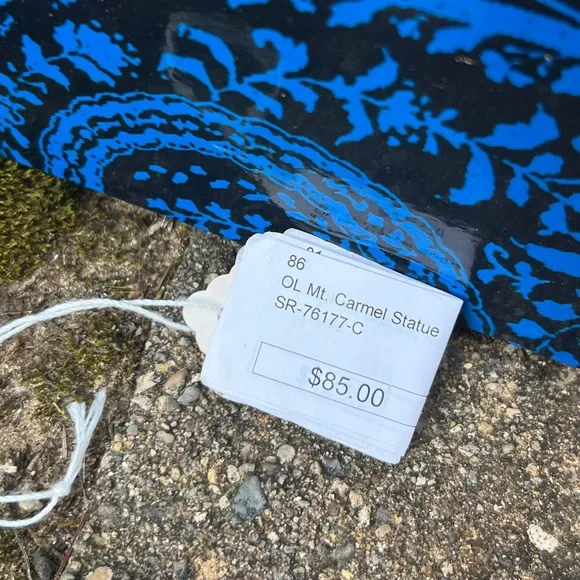 86
OL Mt. Carmel Statue
SR-76177-C
$85.00